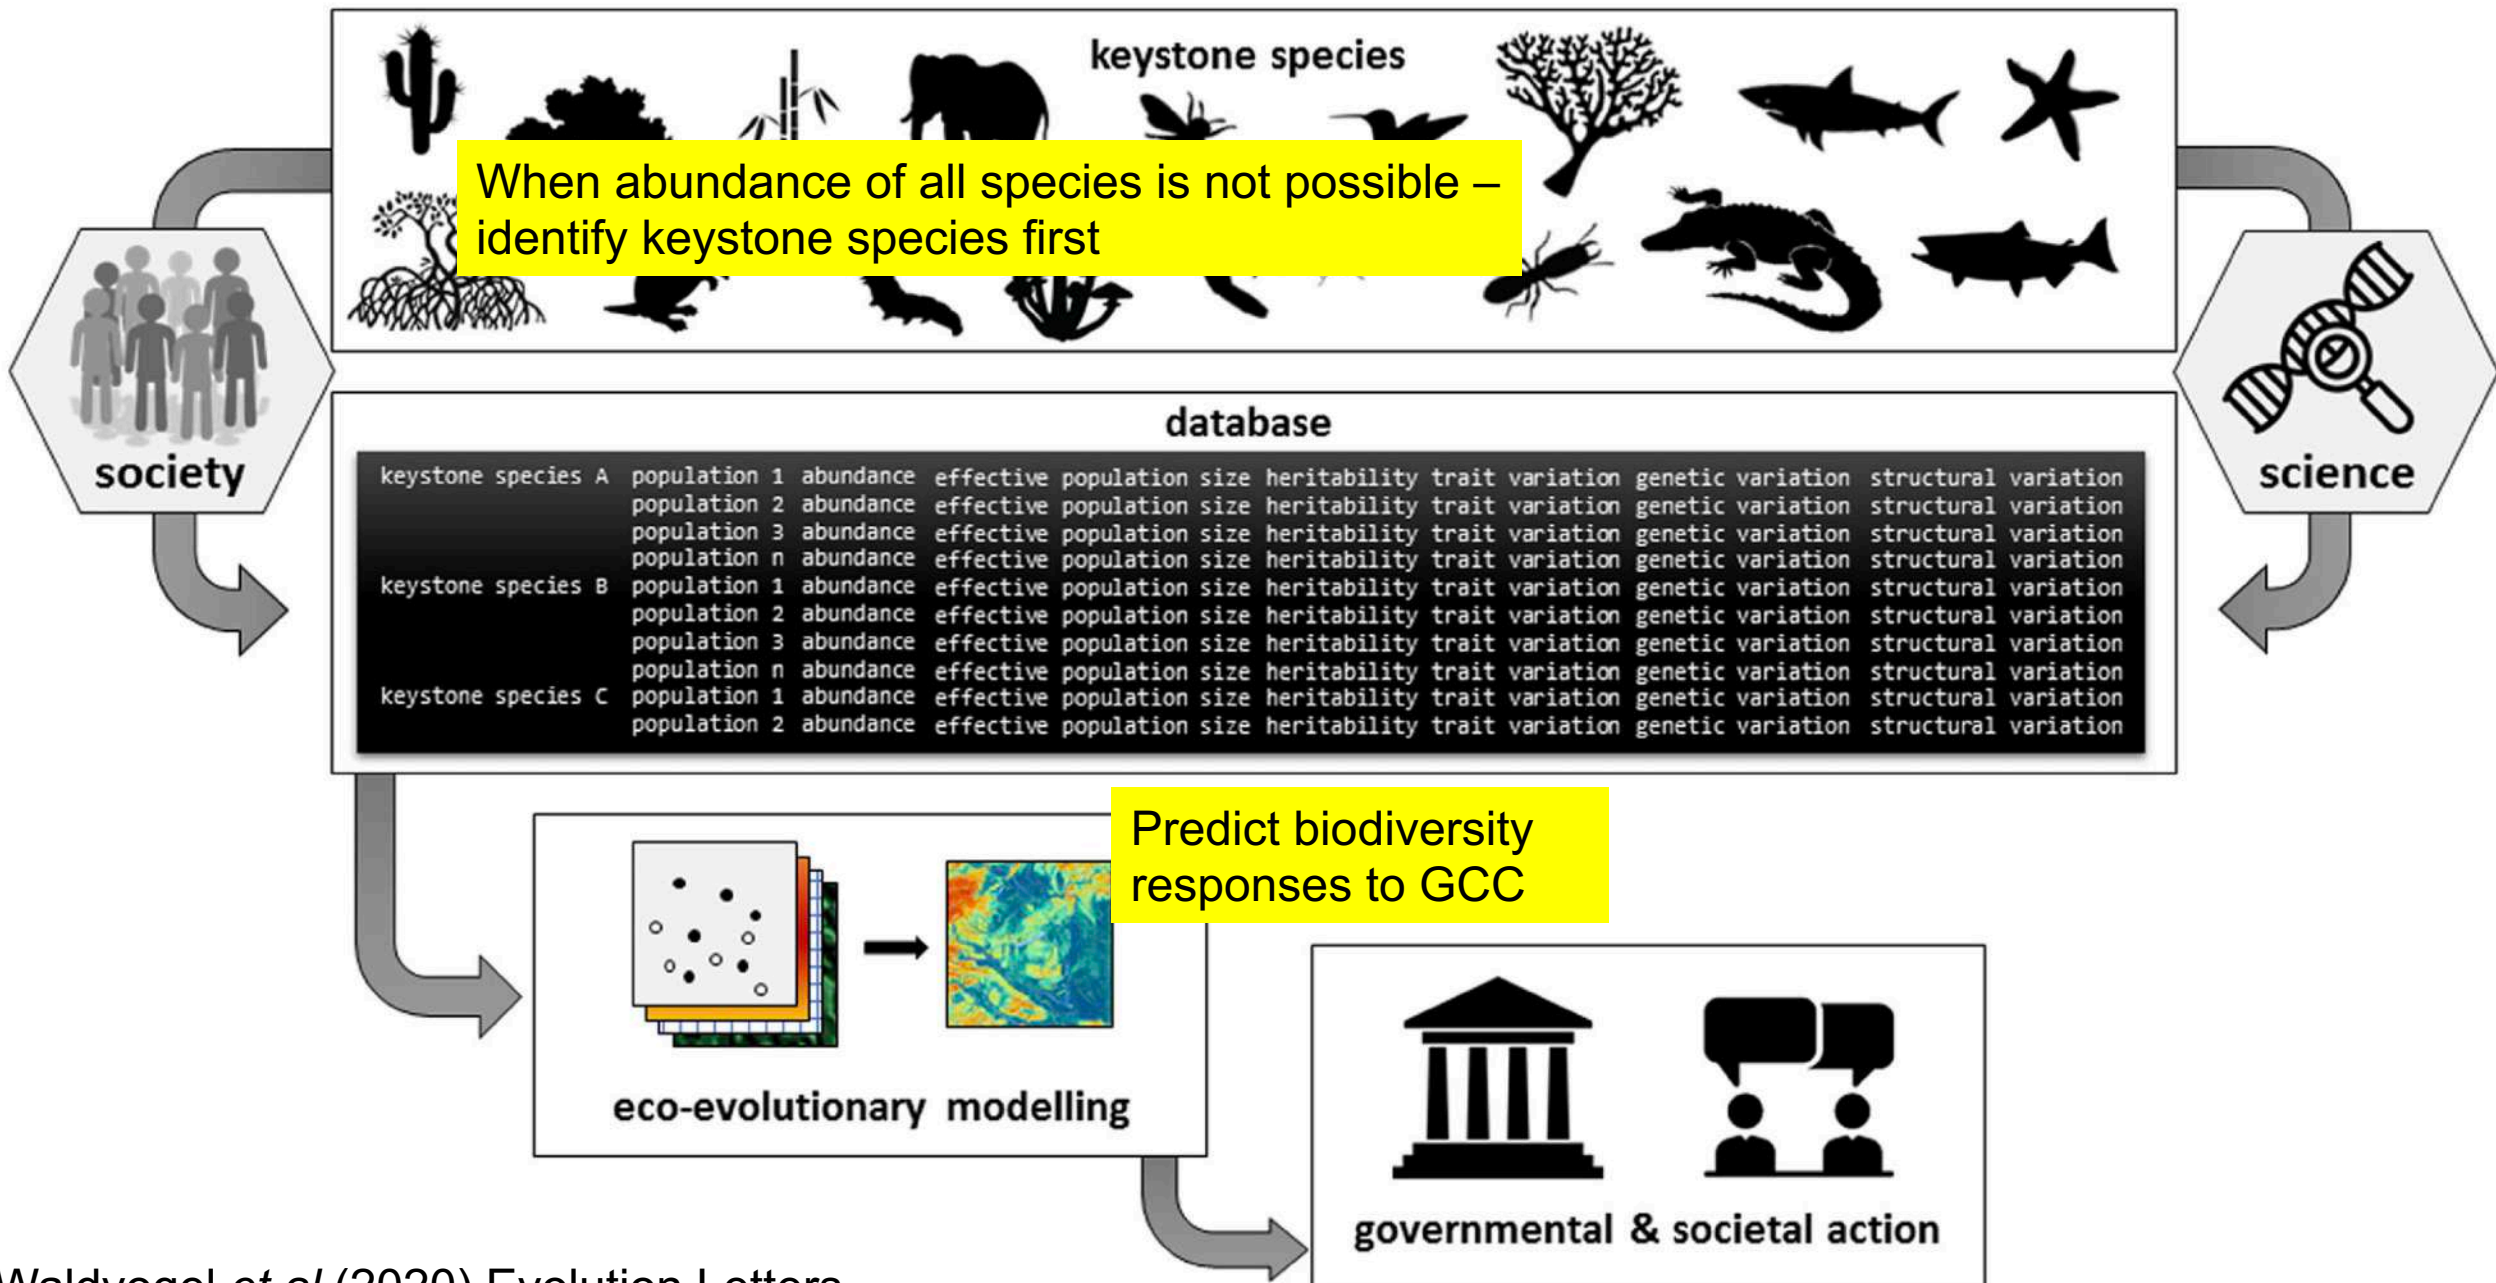 keystone species
When abundance of all species is not possible –
identify keystone species first
society
science
database
keystone species A population 1 abundance effective population size heritability trait variation genetic variation structural variation
population 2 abundance effective population size heritability trait variation genetic variation structural variation
population 3 abundance effective population size heritability trait variation genetic variation structural variation
population n abundance effective population size heritability trait variation genetic variation structural variation
keystone species B population 1 abundance effective population size heritability trait variation genetic variation structural variation
population 2 abundance effective population size heritability trait variation genetic variation structural variation
population 3 abundance effective population size heritability trait variation genetic variation structural variation
population n abundance effective population size heritability trait variation genetic variation structural variation
keystone species C population 1 abundance effective population size heritability trait variation genetic variation structural variation
population 2 abundance effective population size heritability trait variation genetic variation structural variation
Predict biodiversity
responses to GCC
eco-evolutionary modelling
governmental & societal action
Waldvogel et al (2020) Evolution Letters